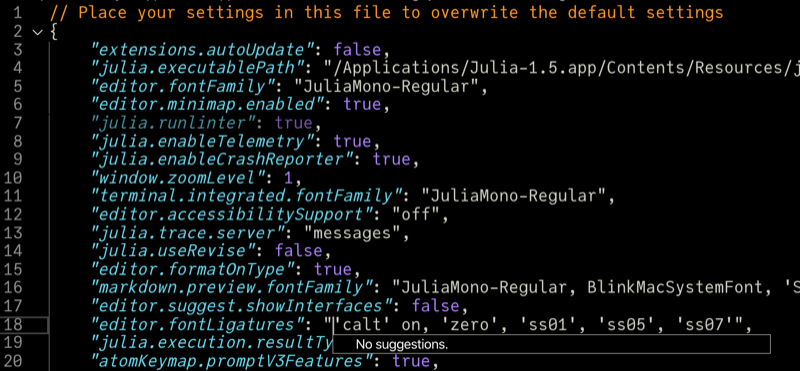 1 // Place your settings in this file to overwrite the default settings
2 {
3 "extensions.autoUpdate": false,
4 "julia.executablePath": "/Applications/Julia-1.5.app/Contents/Resources/j
5 "editor.fontFamily": "JuliaMono-Regular",
6 "editor.minimap.enabled": true,
7 "julia.runlinter": true,
8 "julia.enableTelemetry": true,
9 "julia.enableCrashReporter": true,
10 "window.zoomLevel": 1,
11 "terminal.integrated.fontFamily": "JuliaMono-Regular",
12 "editor.accessibilitySupport": "off",
13 "julia.trace.server": "messages",
14 "julia.useRevise": false,
15 "editor.formatOnType": true,
16 "markdown.preview.fontFamily": "JuliaMono-Regular, BlinkMacSystemFont, 'S
17 "editor.suggest.showInterfaces": false,
18 "editor.fontLigatures": "'calt' on, 'zero', 'ss01', 'ss05', 'ss07'",
19 "julia.execution.resultTy
No suggestions.
20 "atomKeymap.promptV3Features": true,